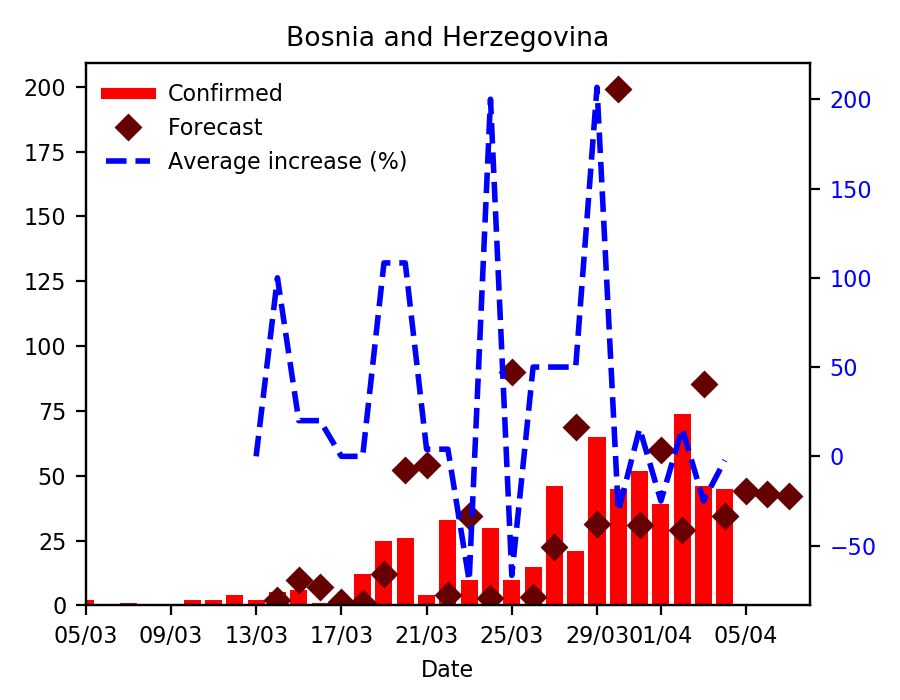 Bosnia and Herzegovina
Confirmed
Forecast
Average increase (%)
200
175
150
125
100
75
50
25
0
200
150
100
50
0
−50
05/03 09/03 13/03 17/03 21/03 25/03 29/03 01/04 05/04
Date